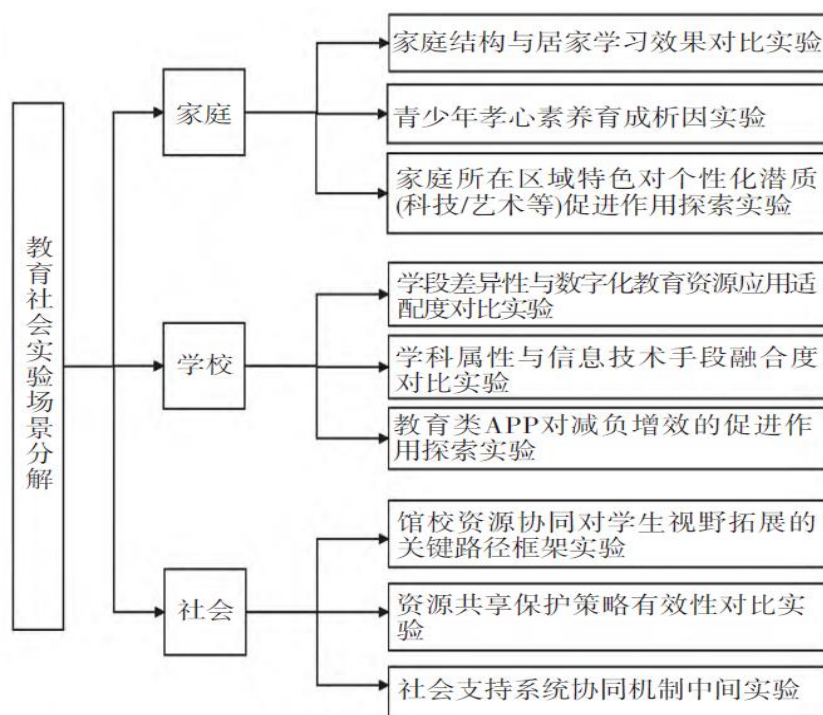 教育社会实验场景分解
家庭
家庭结构与居家学习效果对比实验
青少年孝心素养育成析因实验
家庭所在区域特色对个性化潜质
(科技/艺术等)促进作用探索实验
学校
学段差异性与数字化教育资源应用适
配度对比实验
学科属性与信息技术手段融合度
对比实验
教育类APP对减负增效的促进作
用探索实验
社会
馆校资源协同对学生视野拓展的
关键路径框架实验
资源共享保护策略有效性对比实
验
社会支持系统协同机制中间实验